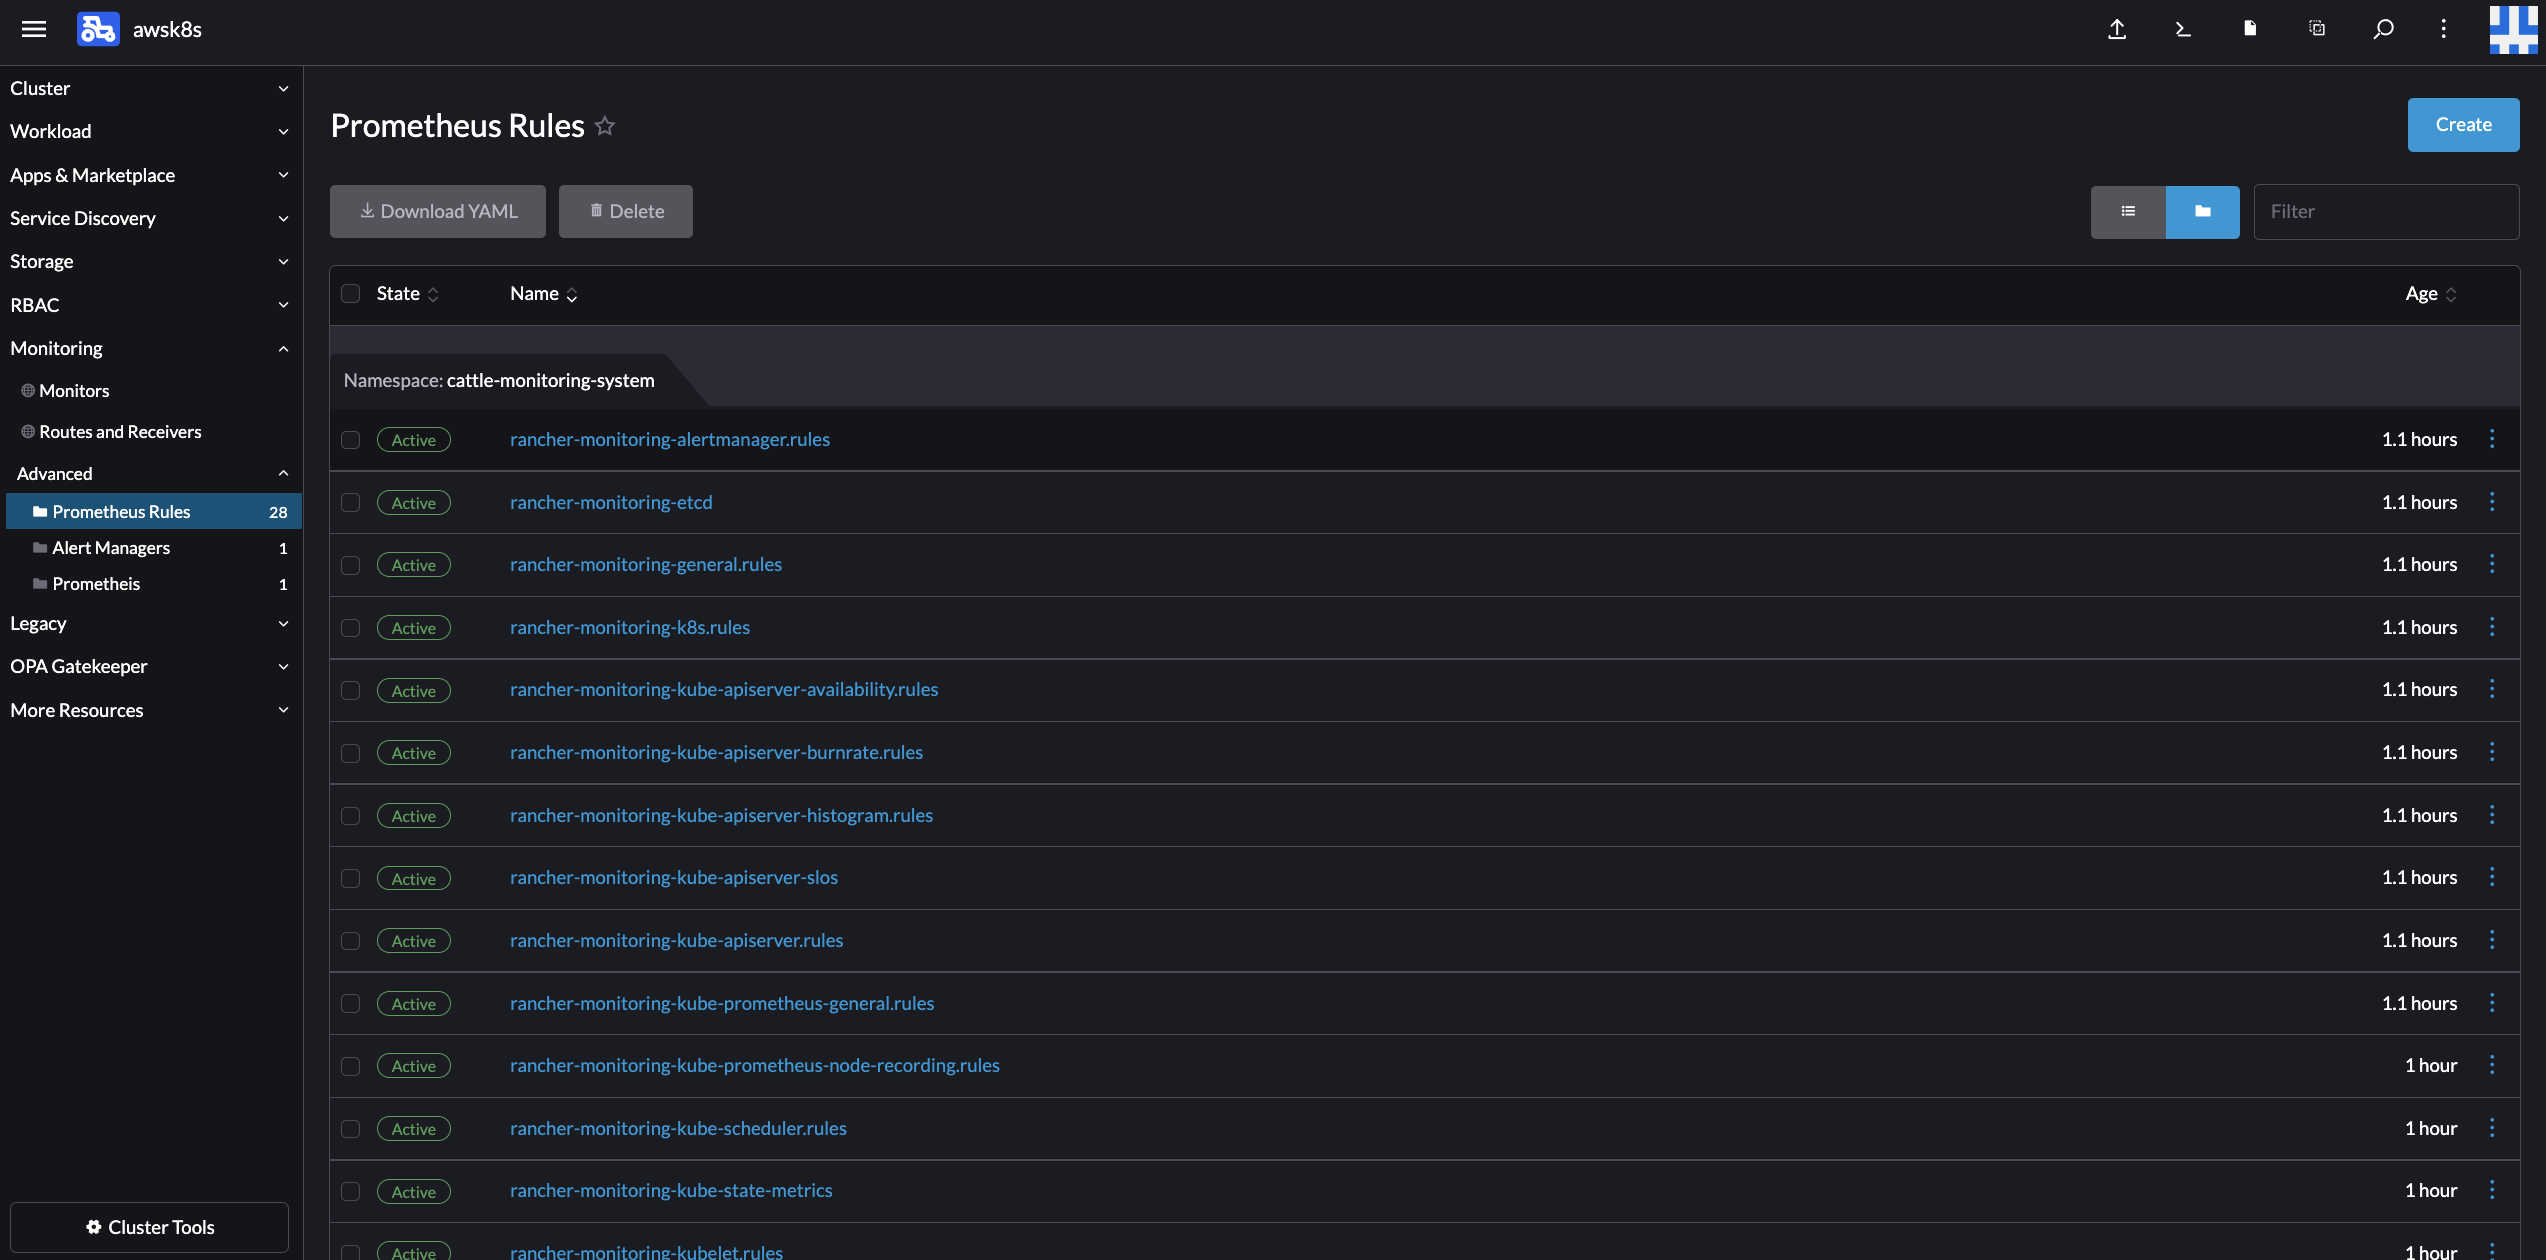 awsk8s
Cluster
Workload
Apps & Marketplace
Service Discovery
Storage
RBAC
Monitoring
Monitors
Routes and Receivers
Advanced
Prometheus Rules 28
Alert Managers 1
Prometheis 1
Legacy
OPA Gatekeeper
More Resources
Cluster Tools
Prometheus Rules
Create
Download YAML
Delete
Filter
State Name Age
Namespace: cattle-monitoring-system
Active rancher-monitoring-alertmanager.rules 1.1 hours
Active rancher-monitoring-etcd 1.1 hours
Active rancher-monitoring-general.rules 1.1 hours
Active rancher-monitoring-k8s.rules 1.1 hours
Active rancher-monitoring-kube-apiserver-availability.rules 1.1 hours
Active rancher-monitoring-kube-apiserver-burnrate.rules 1.1 hours
Active rancher-monitoring-kube-apiserver-histogram.rules 1.1 hours
Active rancher-monitoring-kube-apiserver-slos 1.1 hours
Active rancher-monitoring-kube-apiserver.rules 1.1 hours
Active rancher-monitoring-kube-prometheus-general.rules 1.1 hours
Active rancher-monitoring-kube-prometheus-node-recording.rules 1 hour
Active rancher-monitoring-kube-scheduler.rules 1 hour
Active rancher-monitoring-kube-state-metrics 1 hour
Active rancher-monitoring-kubelet.rules 1 hour